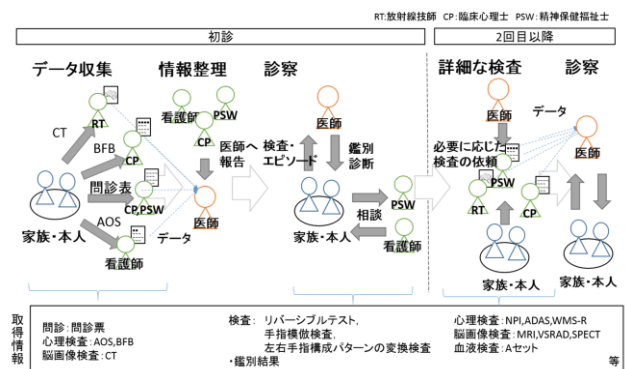 RT:放射線技師 CP:臨床心理士 PSW:精神保健福祉士
初診
2回目以降
データ収集
情報整理
診察
詳細な検査
診察
CT
RT
BFB
CP
問診表
CP,PSW
AOS
看護師
家族・本人
データ
看護師
PSW
CP
医師へ
報告
医師
医師
検査・
エピソード
鑑別
診断
家族・本人
相談
PSW
看護師
医師
必要に応じた
検査の依頼
PSW
RT
CP
家族・本人
データ
医師
家族・本人
取得情報
問診:問診票
心理検査:AOS,BFB
脳画像検査:CT
検査: リバーシブルテスト,
手指模倣検査,
左右手指構成パターンの変換検査
・鑑別結果
心理検査:NPI,ADAS,WMS-R
脳画像検査:MRI,VSRAD,SPECT
血液検査:Aセット
等